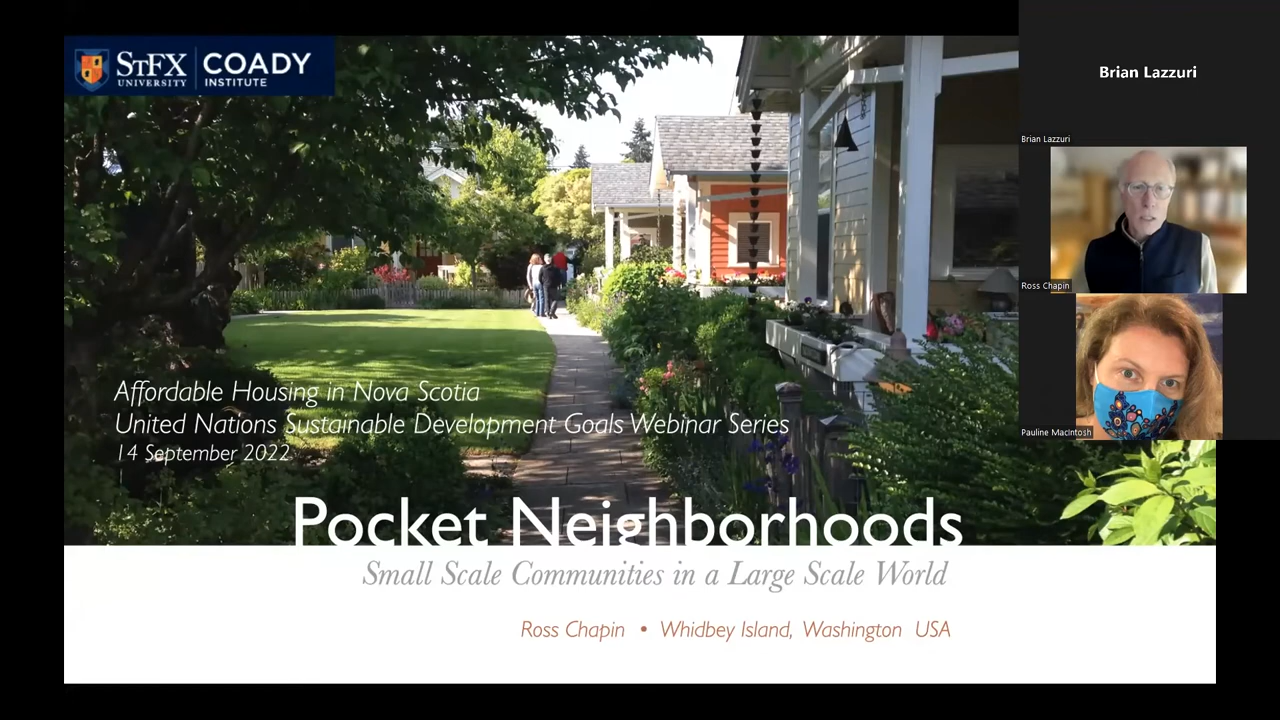 STFX
UNIVERSITY
COADY
INSTITUTE
Affordable Housing in Nova Scotia
United Nations Sustainable Development Goals Webinar Series
14 September 2022
Pocket Neighborhoods
Small Scale Communities in a Large Scale World
Ross Chapin • Whidbey Island, Washington USA
Brian Lazzuri
Brian Lazzuri
Ross Chapin
Pauline MacIntosh